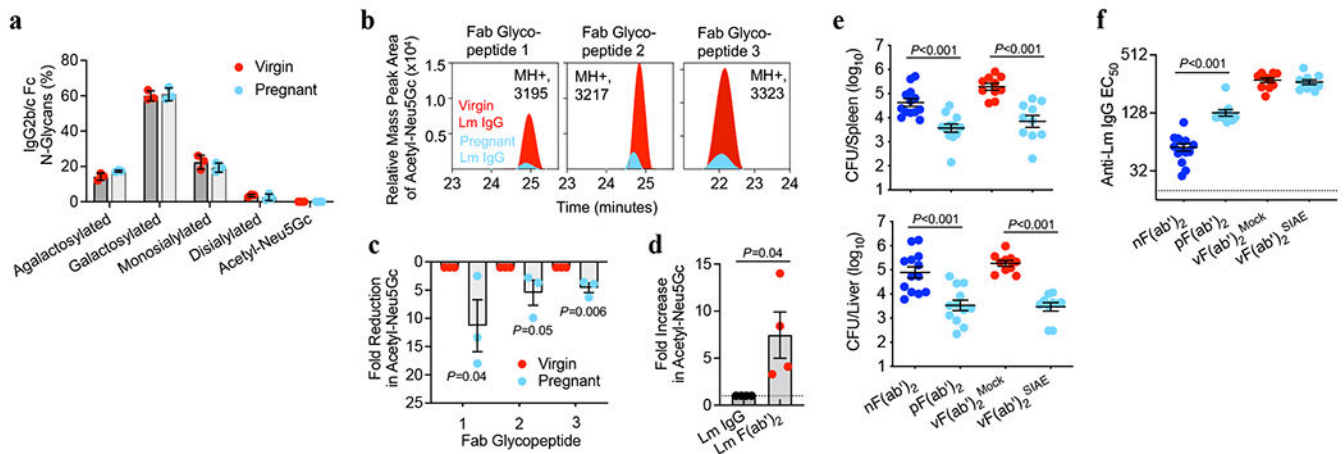 a
IgG2b/c Fc
N-Glycans (%)
80
60
40
20
0
Virgin
Pregnant
Agalactosylated
Galactosylated
Monosialylated
Disialylated
Acetyl-Neu5Gc
b
Relative Mass Peak Area
of Acetyl-Neu5Gc (x10⁴)
Fab Glyco-
peptide 1
Fab Glyco-
peptide 2
Fab Glyco-
peptide 3
1.5
1.0
0.5
MH+,
3195
MH+,
3217
MH+,
3323
Virgin
Lm IgG
Pregnant
Lm IgG
23 25 23 25 22 24
Time (minutes)
c
Fold Reduction
in Acetyl-Neu5Gc
0
5
10
15
20
25
P=0.04
P=0.05
P=0.006
Virgin
Pregnant
1 2 3
Fab Glycopeptide
d
Fold Increase
in Acetyl-Neu5Gc
15
10
5
0
P=0.04
Lm IgG
Lm F(ab')₂
e
CFU/Spleen (log₁₀)
7
6
5
4
3
2
1
P<0.001
P<0.001
CFU/Liver (log₁₀)
7
6
5
4
3
2
1
P<0.001
P<0.001
nF(ab')₂
pF(ab')₂
vF(ab')₂ Mock
vF(ab')₂ SIAE
f
Anti-Lm IgG EC₅₀
512
128
32
P<0.001
nF(ab')₂
pF(ab')₂
vF(ab')₂ Mock
vF(ab')₂ SIAE